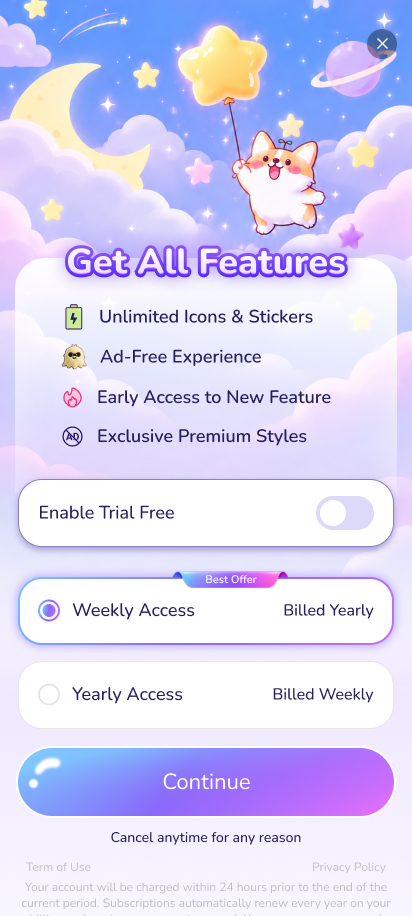 Get All Features
Unlimited Icons & Stickers
Ad-Free Experience
Early Access to New Feature
AD
Exclusive Premium Styles
Enable Trial Free
Best Offer
Weekly Access
Billed Yearly
Yearly Access
Billed Weekly
Continue
Cancel anytime for any reason
Term of Use
Privacy Policy
Your account will be charged within 24 hours prior to the end of the
current period. Subscriptions automatically renew every year on your